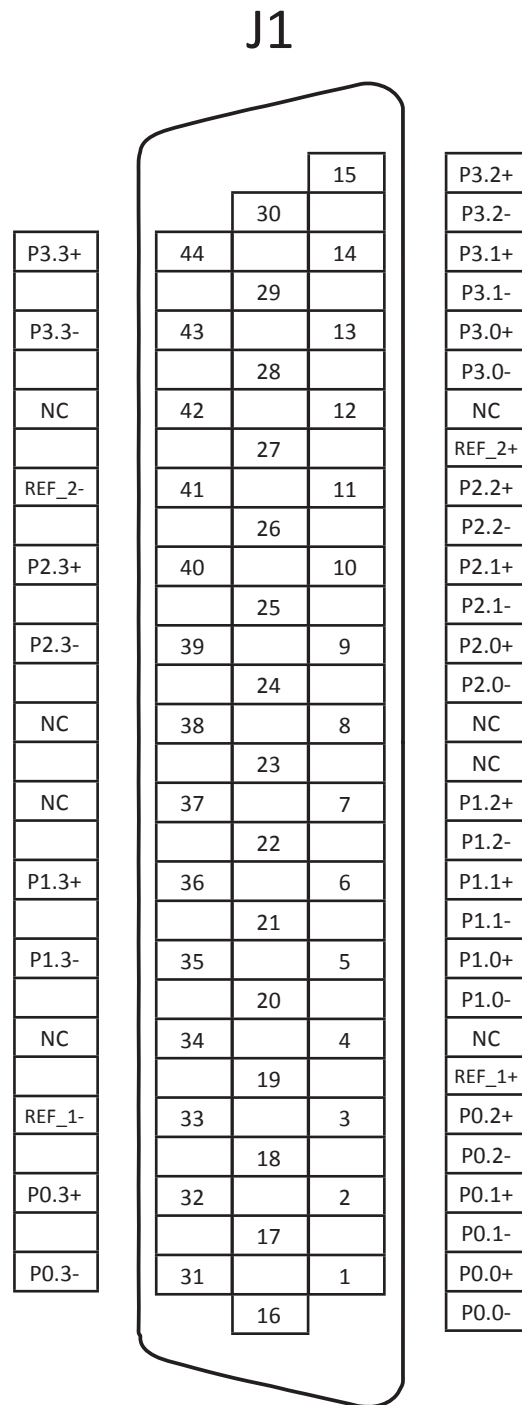 J1
15 P3.2+
30 P3.2-
P3.3+ 44 14 P3.1+
29 P3.1-
P3.3- 43 13 P3.0+
28 P3.0-
NC 42 12 NC
27 REF_2+
REF_2- 41 11 P2.2+
26 P2.2-
P2.3+ 40 10 P2.1+
25 P2.1-
P2.3- 39 9 P2.0+
24 P2.0-
NC 38 8 NC
23 NC
NC 37 7 P1.2+
22 P1.2-
P1.3+ 36 6 P1.1+
21 P1.1-
P1.3- 35 5 P1.0+
20 P1.0-
NC 34 4 NC
19 REF_1+
REF_1- 33 3 P0.2+
18 P0.2-
P0.3+ 32 2 P0.1+
17 P0.1-
P0.3- 31 1 P0.0+
16 P0.0-